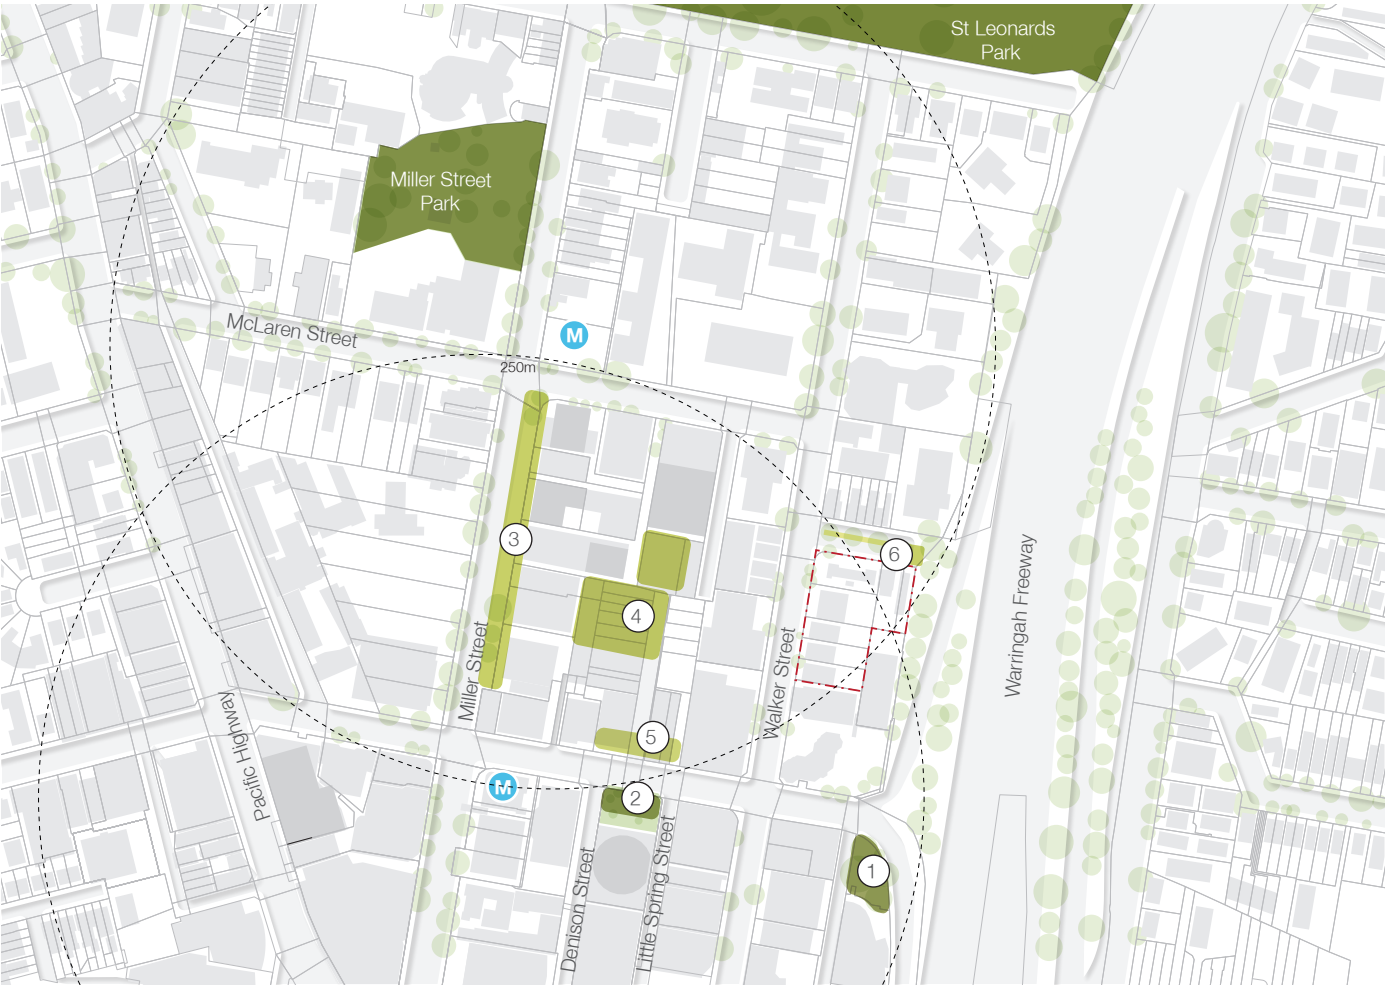 St Leonards
Park
Miller Street
Park
McLaren Street
M
250m
3
6
4
Warringah Freeway
Miller Street
Walker Street
5
Pacific Highway
M
2
Denison Street
Little Spring Street
1